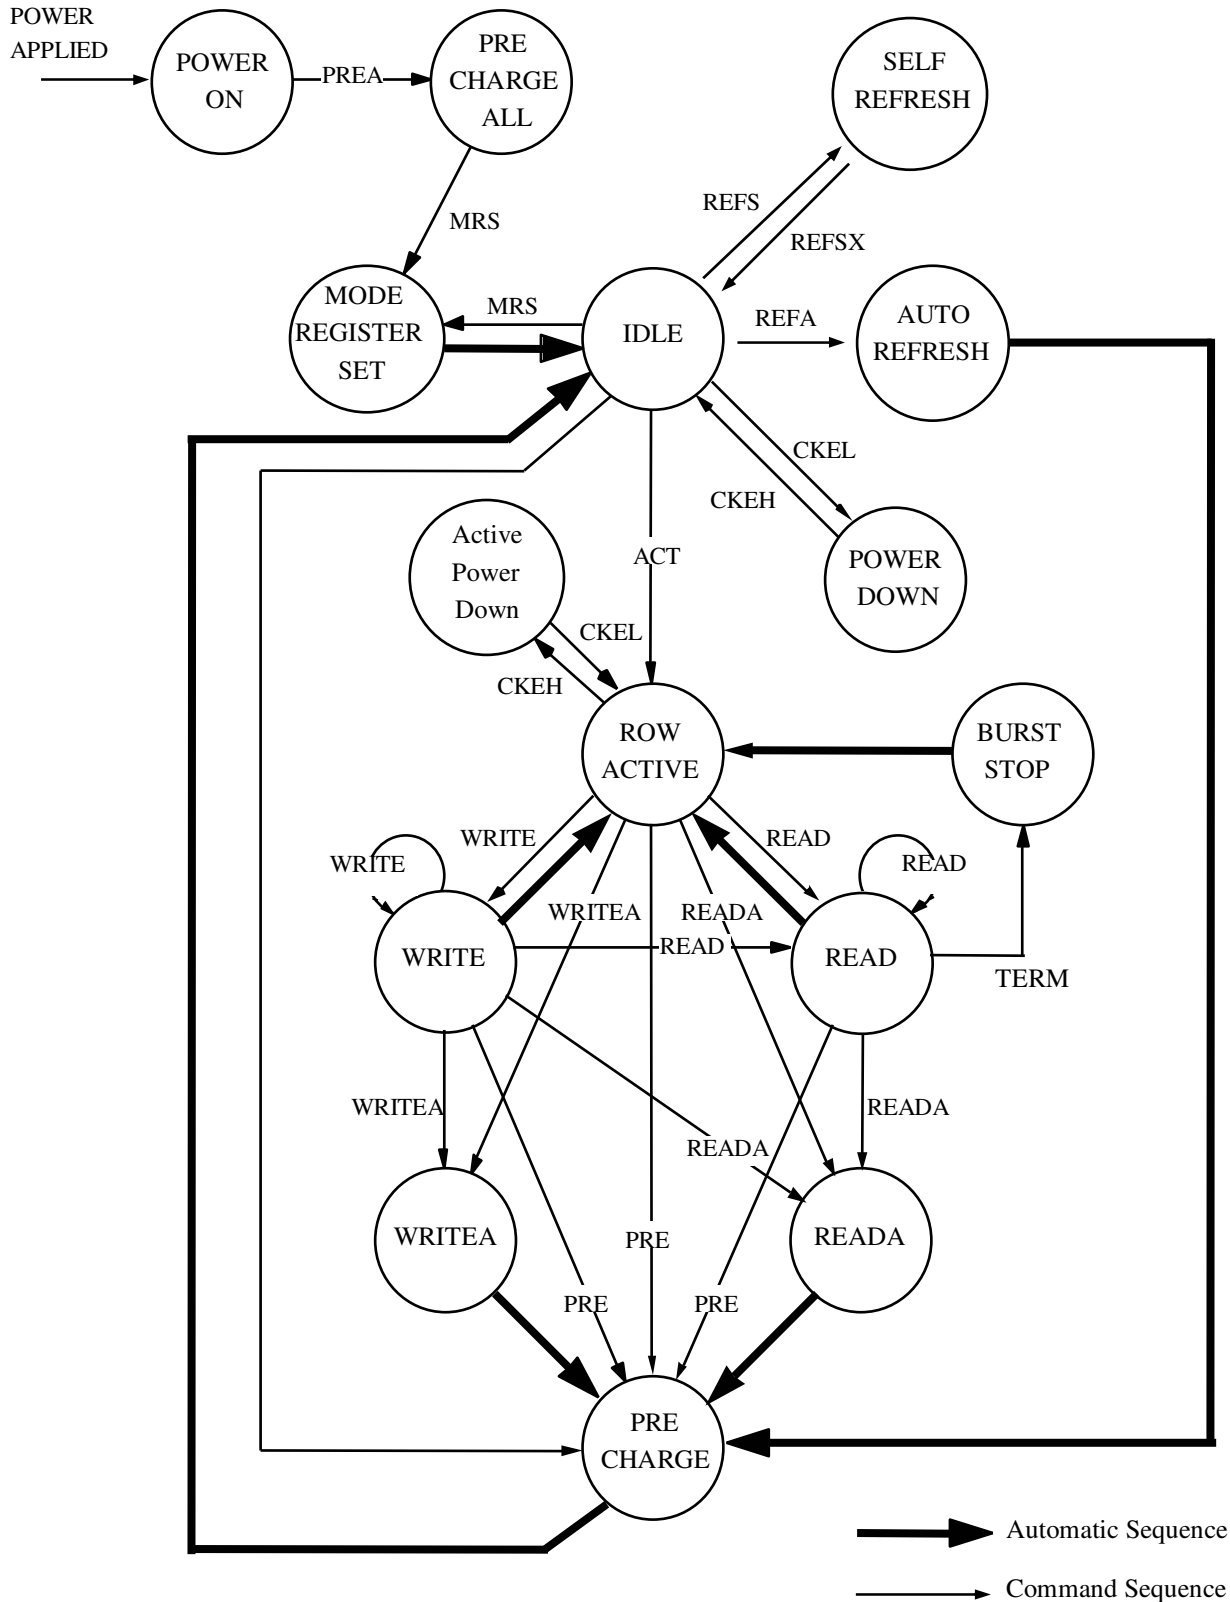 POWER
APPLIED
POWER
ON
PREA
PRE
CHARGE
ALL
SELF
REFRESH
MRS
REFS
REFSX
MODE
REGISTER
SET
MRS
IDLE
REFA
AUTO
REFRESH
CKEL
CKEH
Active
Power
Down
ACT
POWER
DOWN
CKEL
CKEH
ROW
ACTIVE
BURST
STOP
WRITE
WRITE
READ
READ
WRITEA
READA
WRITE
READ
READ
TERM
WRITEA
READA
READA
WRITEA
PRE
READA
PRE
PRE
PRE
CHARGE
Automatic Sequence
Command Sequence